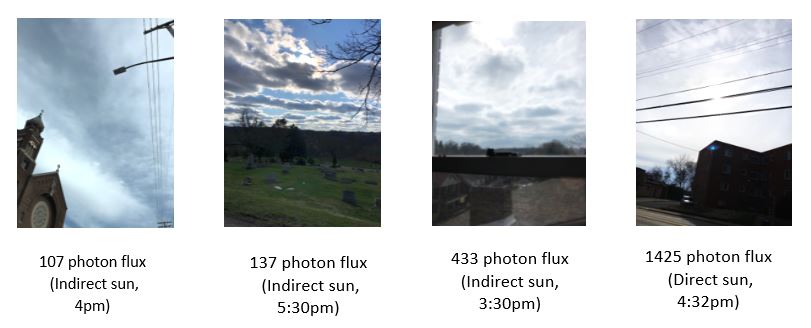 107 photon flux
(Indirect sun,
4pm)
137 photon flux
(Indirect sun,
5:30pm)
433 photon flux
(Indirect sun,
3:30pm)
1425 photon flux
(Direct sun,
4:32pm)